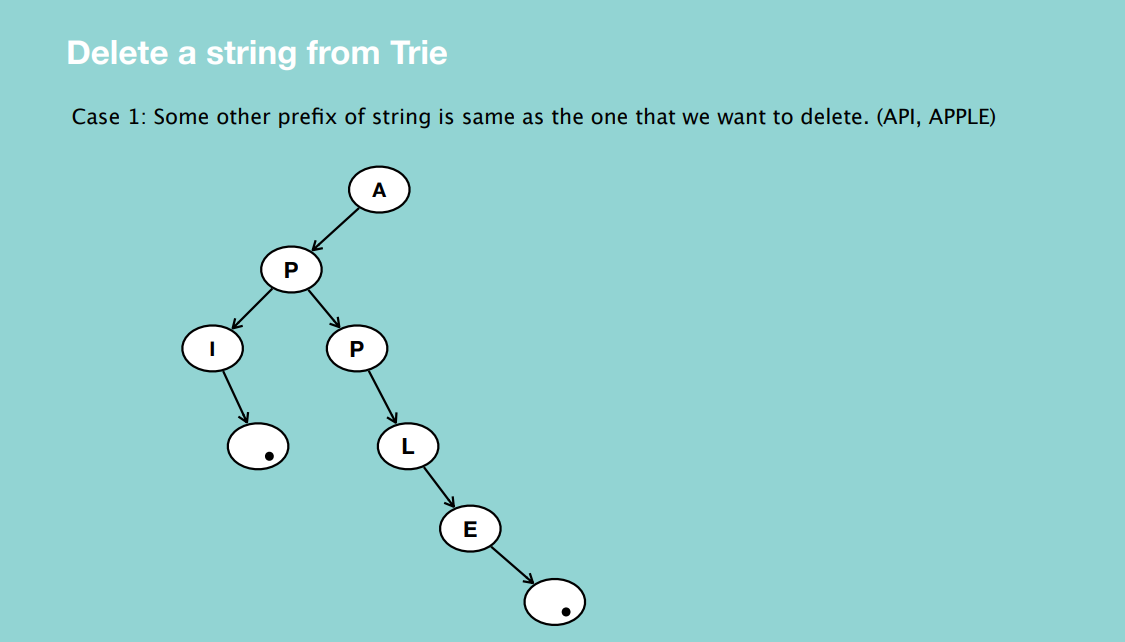 Delete a string from Trie
Case 1: Some other prefix of string is same as the one that we want to delete. (API, APPLE)
A
P
I
P
.
L
E
.